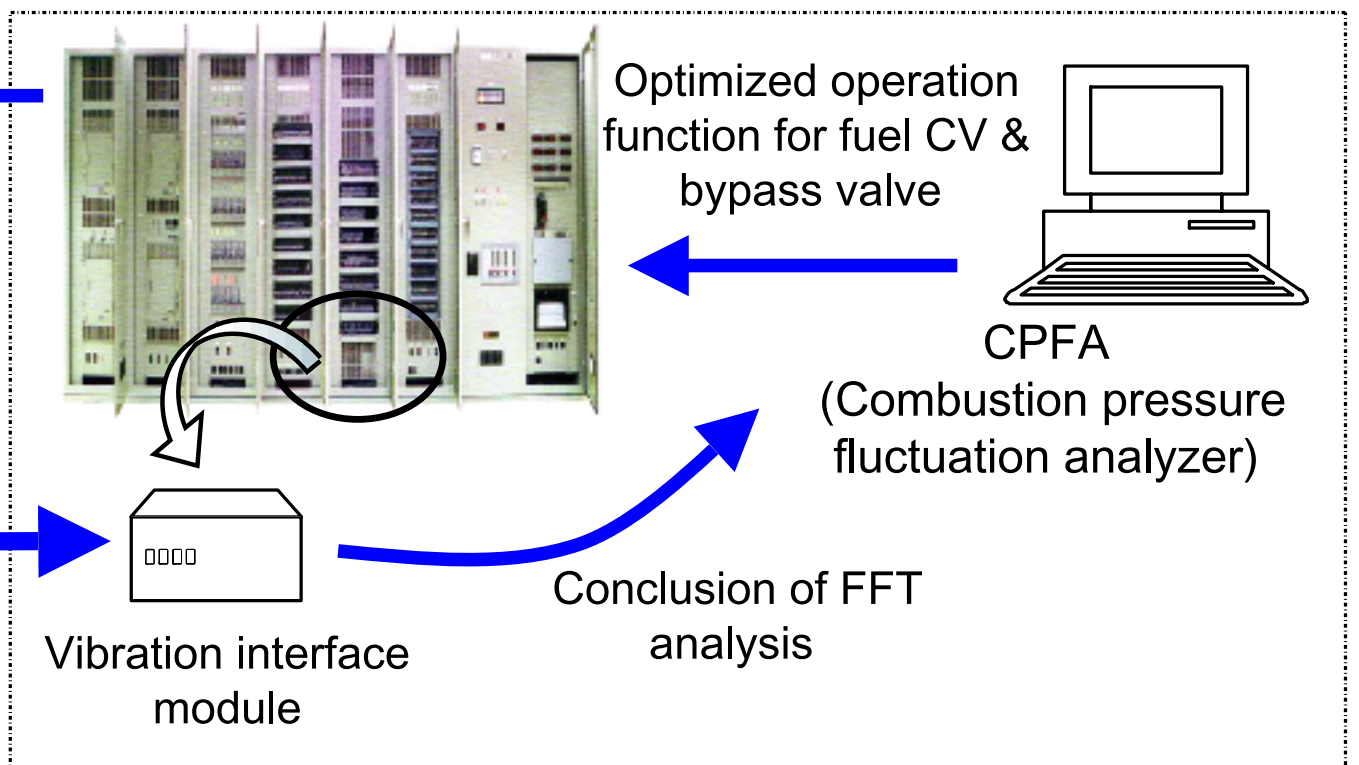 Optimized operation
function for fuel CV &
bypass valve
CPFA
(Combustion pressure
fluctuation analyzer)
Conclusion of FFT
analysis
Vibration interface
module